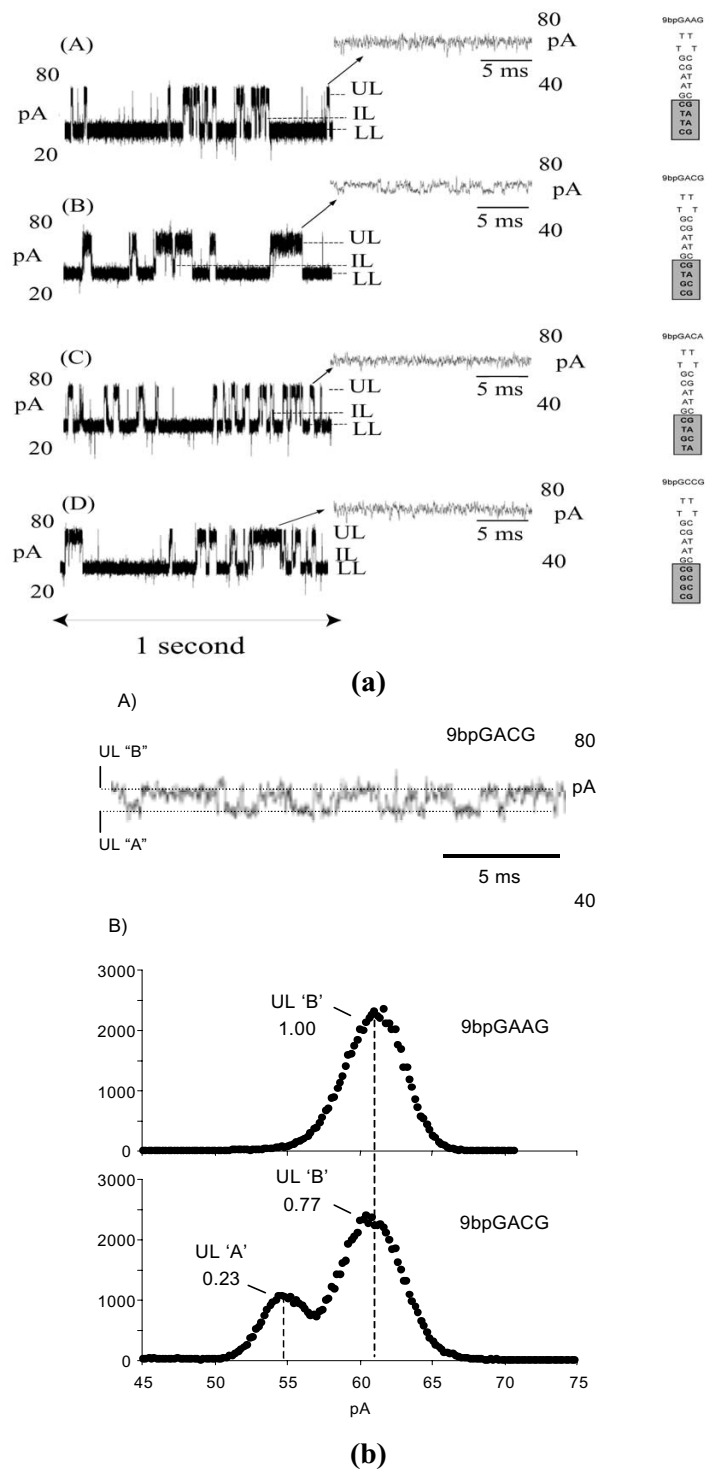 (A)
80
pA
20
UL
IL
LL
80
pA
40
5 ms
9bpGAAG
T T
T T
GC
CG
AT
AT
GC
CG
TA
TA
CG
(B)
80
pA
20
UL
IL
LL
80
pA
40
5 ms
9bpGACG
T T
T T
GC
CG
AT
AT
GC
CG
TA
GC
CG
(C)
80
pA
20
UL
IL
LL
80
pA
40
5 ms
9bpGACA
T T
T T
GC
CG
AT
AT
GC
CG
TA
GC
TA
(D)
80
pA
20
UL
IL
LL
80
pA
40
5 ms
9bpGCCG
T T
T T
GC
CG
AT
AT
GC
CG
GC
GC
CG
1 second
(a)
A)
UL “B”
UL “A”
9bpGACG
80
pA
40
5 ms
B)
3000
2000
1000
0
UL ‘B’
1.00
9bpGAAG
3000
2000
1000
0
UL ‘B’
0.77
UL ‘A’
0.23
9bpGACG
45 50 55 60 65 70 75
pA
(b)